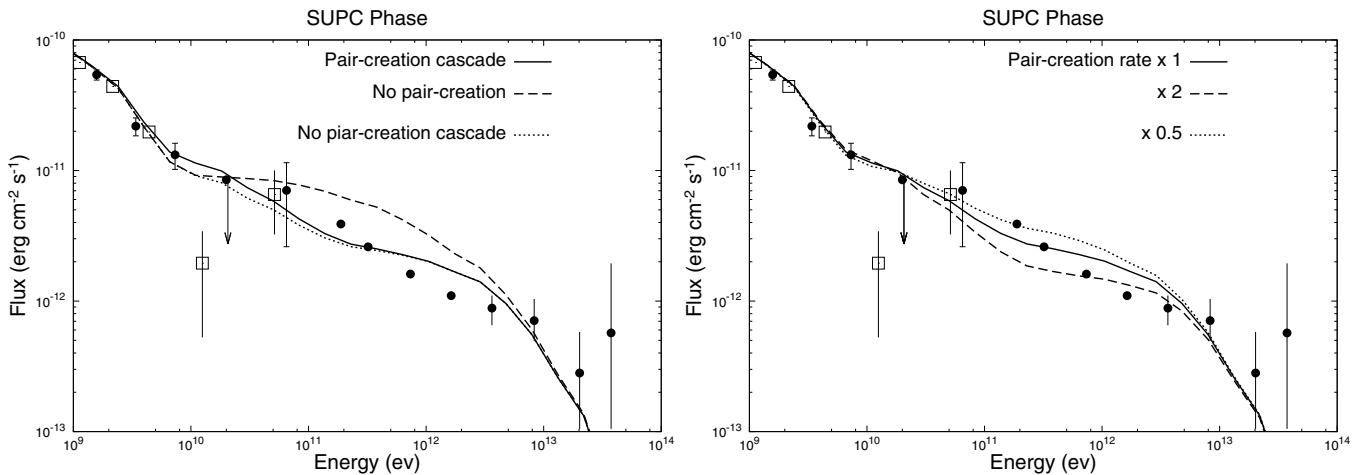 SUPC Phase
Pair-creation cascade
No pair-creation
No piar-creation cascade
Flux (erg cm⁻² s⁻¹)
10⁻¹⁰
10⁻¹¹
10⁻¹²
10⁻¹³
10⁹ 10¹⁰ 10¹¹ 10¹² 10¹³ 10¹⁴
Energy (ev)
SUPC Phase
Pair-creation rate x 1
x 2
x 0.5
Flux (erg cm⁻² s⁻¹)
10⁻¹⁰
10⁻¹¹
10⁻¹²
10⁻¹³
10⁹ 10¹⁰ 10¹¹ 10¹² 10¹³ 10¹⁴
Energy (ev)